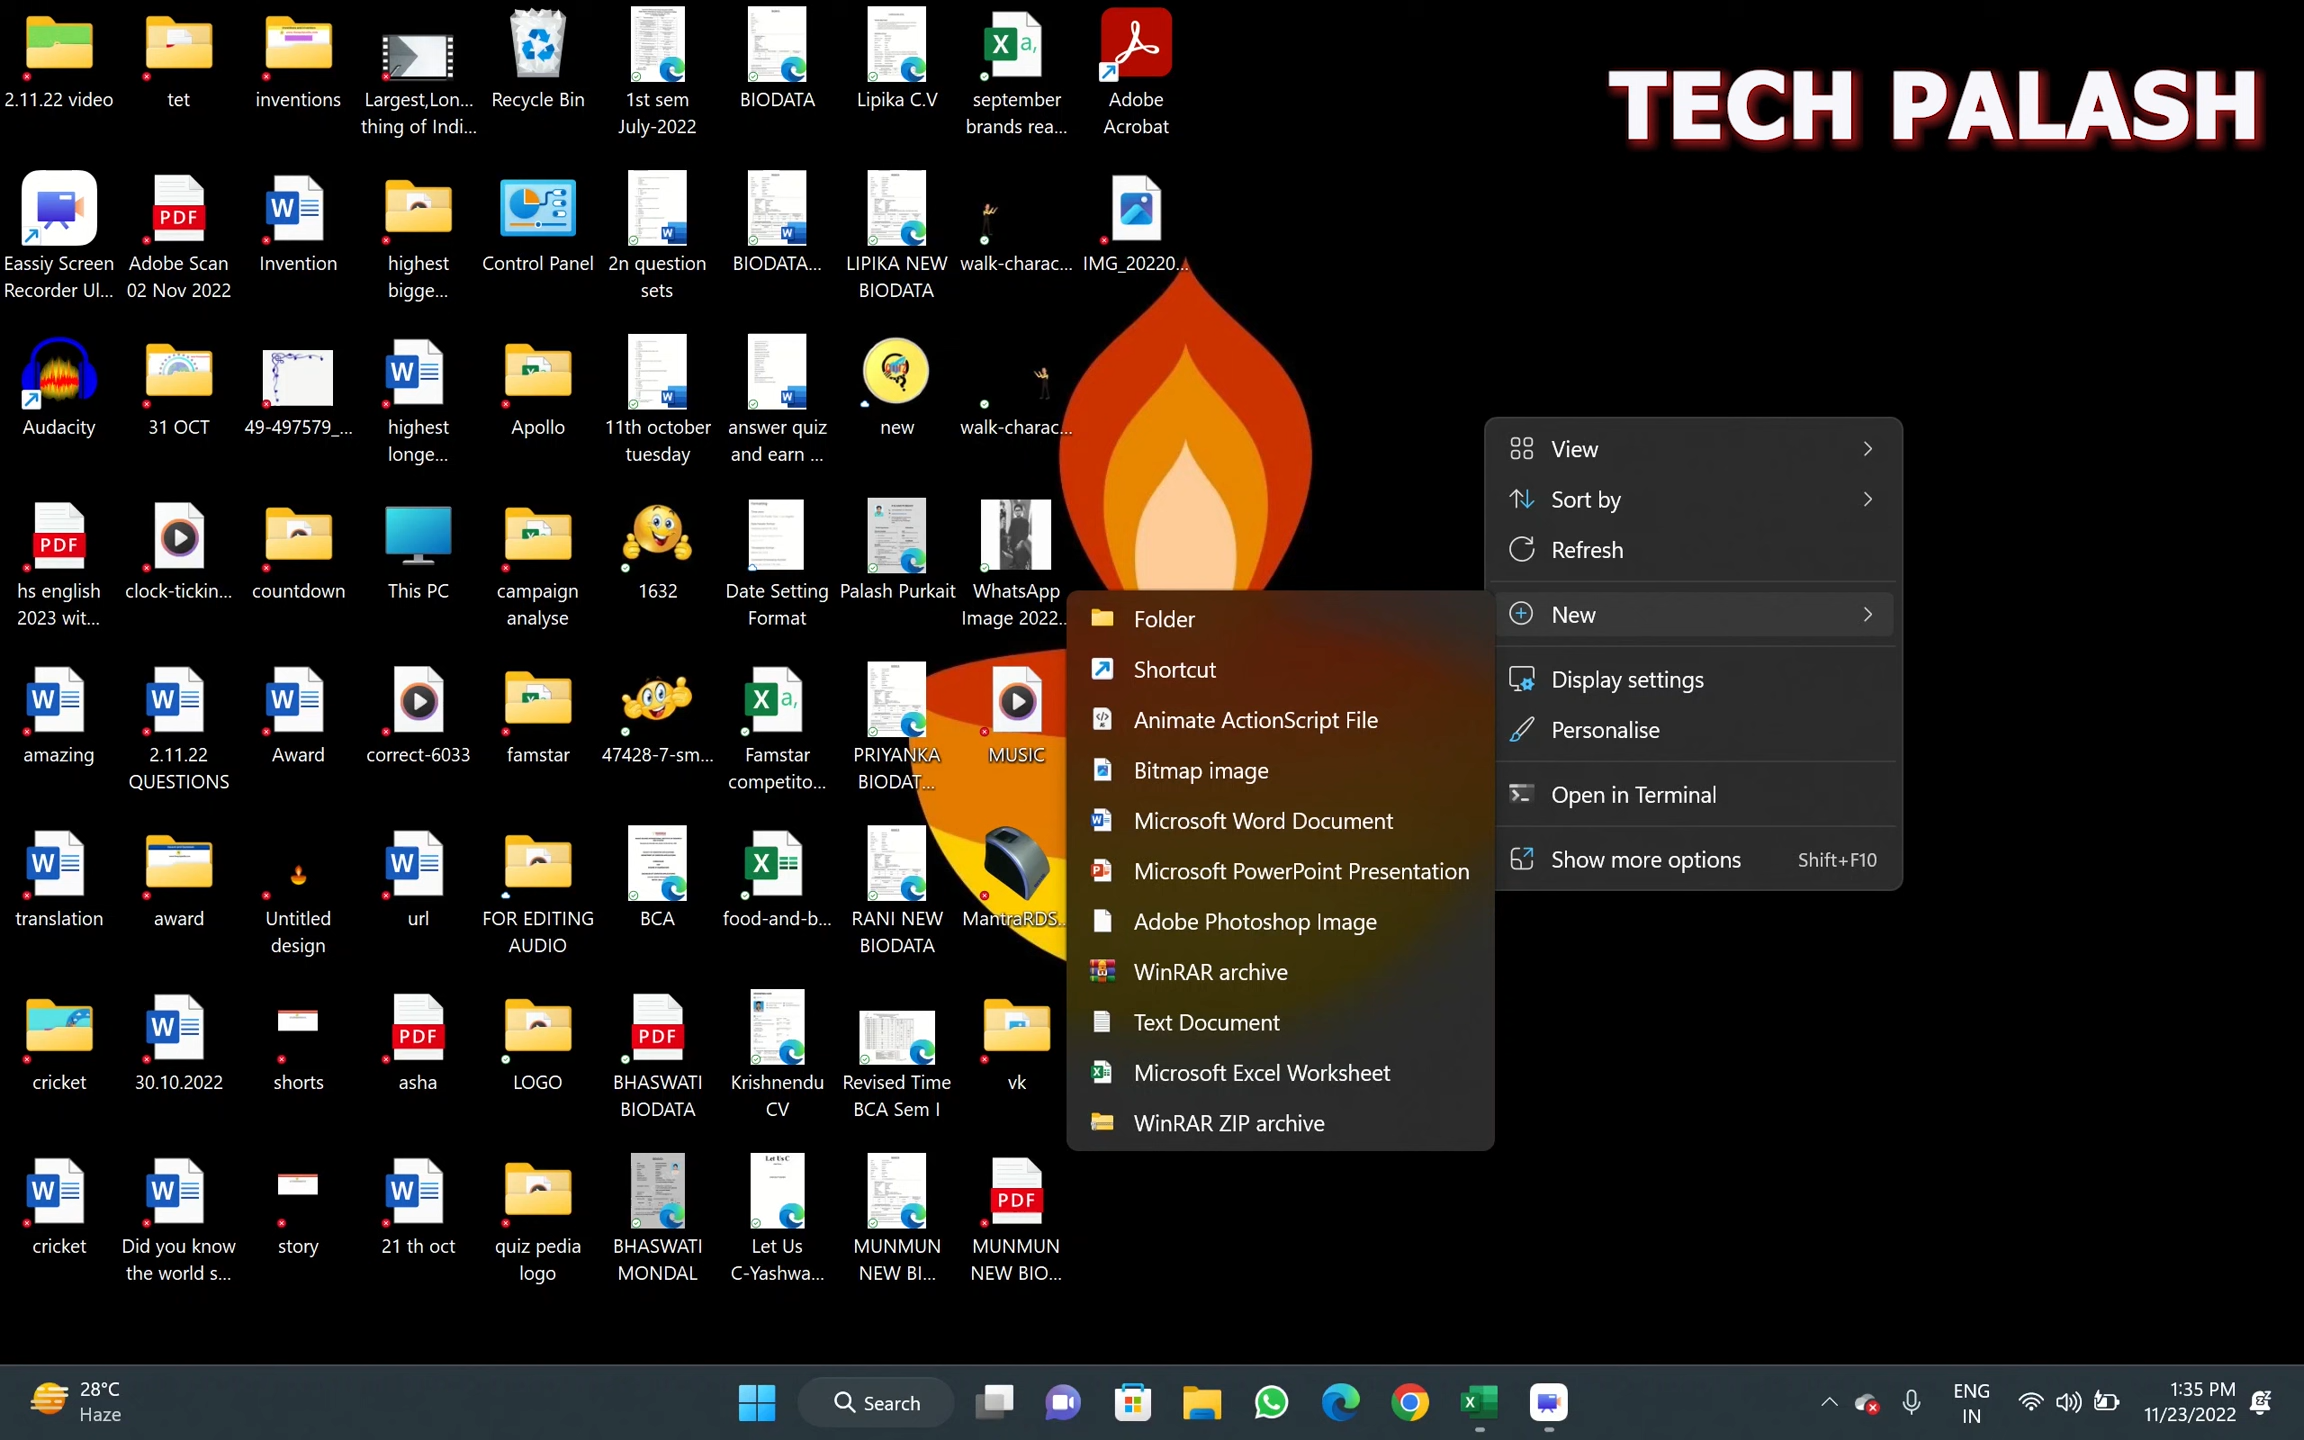 TECH PALASH
2.11.22 video
tet
inventions
Largest,Lon...
thing of Indi...
Recycle Bin
1st sem
July-2022
BIODATA
Lipika C.V
september
brands rea...
Adobe
Acrobat
Eassiy Screen
Recorder Ul...
Adobe Scan
02 Nov 2022
Invention
highest
bigge...
Control Panel
2n question
sets
BIODATA...
LIPIKA NEW
BIODATA
walk-charac...
IMG_20220...
Audacity
31 OCT
49-497579_...
highest
longe...
Apollo
11th october
tuesday
answer quiz
and earn ...
new
walk-charac...
hs english
2023 wit...
clock-tickin...
countdown
This PC
campaign
analyse
1632
Date Setting
Format
Palash Purkait
WhatsApp
Image 2022...
amazing
2.11.22
QUESTIONS
Award
correct-6033
famstar
47428-7-sm...
Famstar
competito...
PRIYANKA
BIODAT...
MUSIC
translation
award
Untitled
design
url
FOR EDITING
AUDIO
BCA
food-and-b...
RANI NEW
BIODATA
MantraRDS...
cricket
30.10.2022
shorts
asha
LOGO
BHASWATI
BIODATA
Krishnendu
CV
Revised Time
BCA Sem I
vk
cricket
Did you know
the world s...
story
21 th oct
quiz pedia
logo
BHASWATI
MONDAL
Let Us
C-Yashwa...
MUNMUN
NEW BI...
MUNMUN
NEW BIO...
PDF
PDF
PDF
PDF
PDF
Let Us C
View
Sort by
Refresh
New
Display settings
Personalise
Open in Terminal
Show more options Shift+F10
Folder
Shortcut
Animate ActionScript File
Bitmap image
Microsoft Word Document
Microsoft PowerPoint Presentation
Adobe Photoshop Image
WinRAR archive
Text Document
Microsoft Excel Worksheet
WinRAR ZIP archive
28°C
Haze
Search
ENG
IN
1:35 PM
11/23/2022